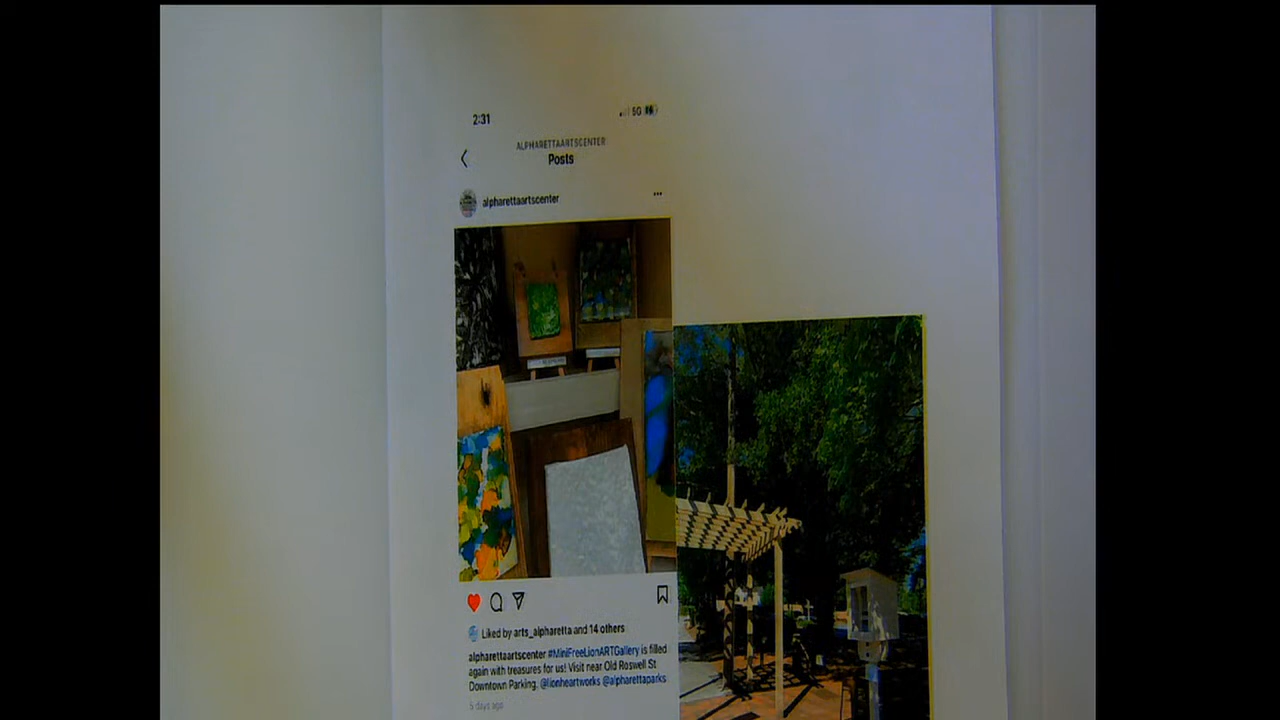 2:31
5G
ALPHARETTAARTSCENTER
Posts
alpharettaartscenter
Liked by arts_alpharetta and 14 others
alpharettaartscenter #MiniFreeLionARTGallery is filled
again with treasures for us! Visit near Old Roswell St
Downtown Parking. @lionheartworks @alpharettaparks
5 days ago